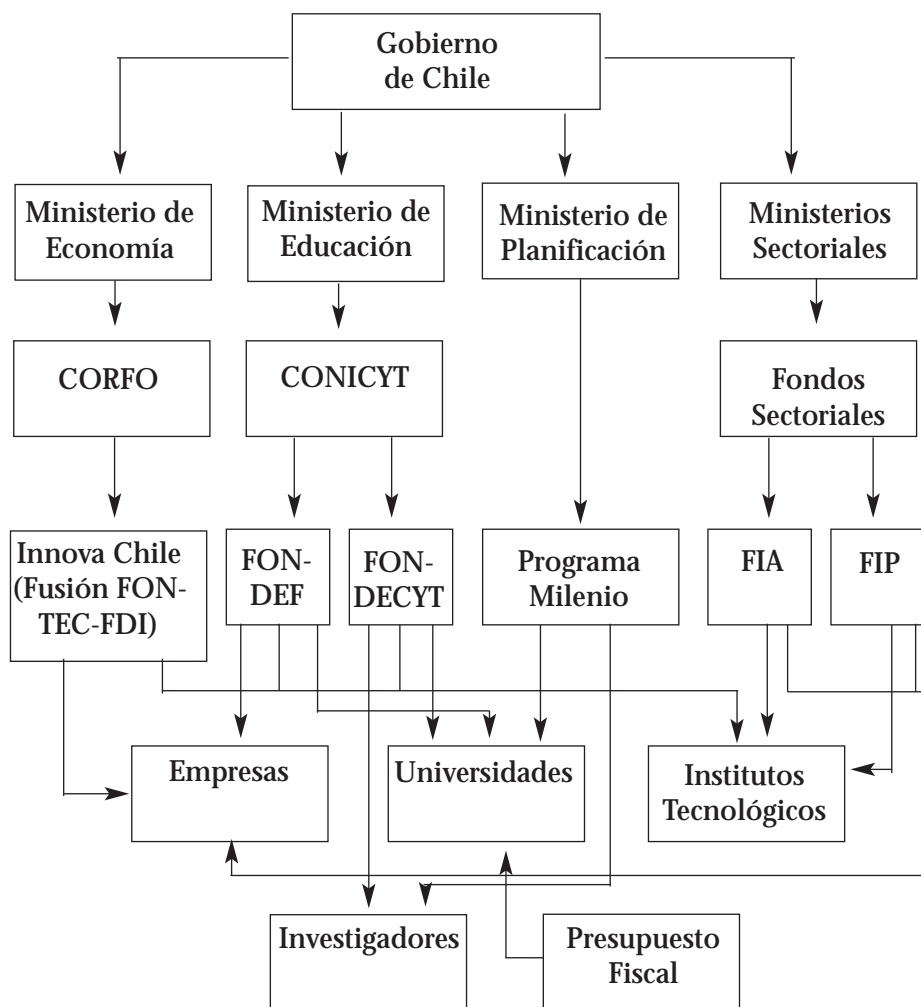 Gobierno
de Chile
Ministerio de
Economía
Ministerio de
Educación
Ministerio de
Planificación
Ministerios
Sectoriales
CORFO
CONICYT
Fondos
Sectoriales
Innova Chile
(Fusión FON-
TEC-FDI)
FON-
DEF
FON-
DECYT
Programa
Milenio
FIA
FIP
Empresas
Universidades
Institutos
Tecnológicos
Investigadores
Presupuesto
Fiscal